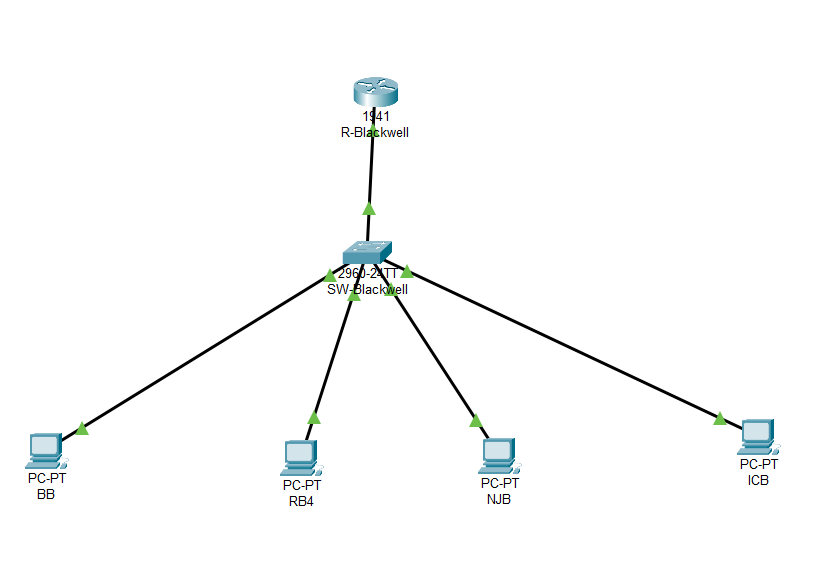 1941
R-Blackwell
2960-24TT
SW-Blackwell
PC-PT
BB
PC-PT
RB4
PC-PT
NJB
PC-PT
ICB